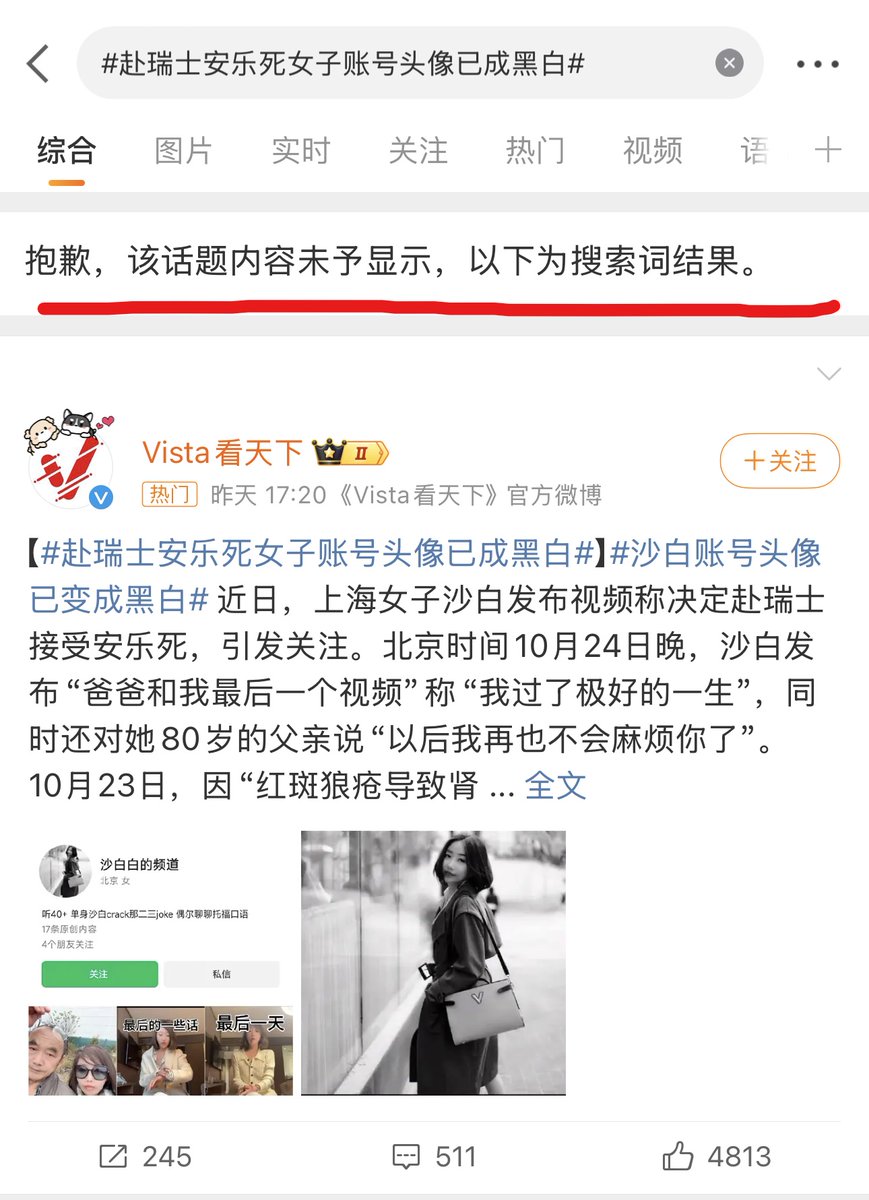 #赴瑞士安乐死女子账号头像已成黑白#
综合 图片 实时 关注 热门 视频 语
抱歉，该话题内容未予显示，以下为搜索词结果。
Vista看天下 II
+关注
热门 昨天 17:20 《Vista看天下》官方微博
【#赴瑞士安乐死女子账号头像已成黑白#】#沙白账号头像
已变成黑白# 近日，上海女子沙白发布视频称决定赴瑞士
接受安乐死，引发关注。北京时间10月24日晚，沙白发
布“爸爸和我最后一个视频”称“我过了极好的一生”，同
时还对她80岁的父亲说“以后我再也不会麻烦你了”。
10月23日，因“红斑狼疮导致肾 ... 全文
沙白白的频道
北京 女
听40+ 单身沙白crack那二三joke 偶尔聊聊托福口语
17条原创内容
4个朋友关注
关注 私信
最后的一些话 最后一天
245 511 4813